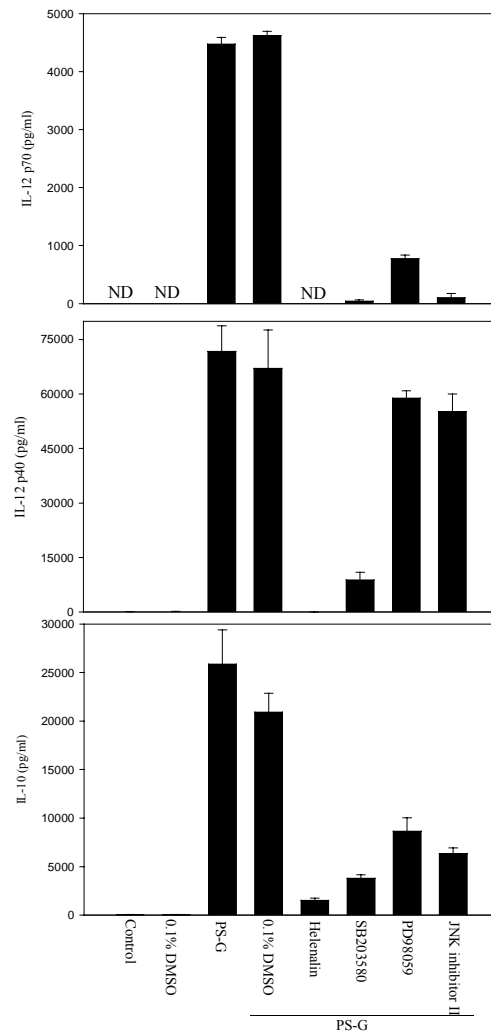 5000
4000
IL-12 p70 (pg/ml)
3000
2000
1000
ND ND ND
0
75000
60000
IL-12 p40 (pg/ml)
45000
30000
15000
0
30000
25000
20000
IL-10 (pg/ml)
15000
10000
5000
0
Control
0.1% DMSO
PS-G
0.1% DMSO
Helenalin
SB203580
PD98059
JNK inhibitor II
PS-G